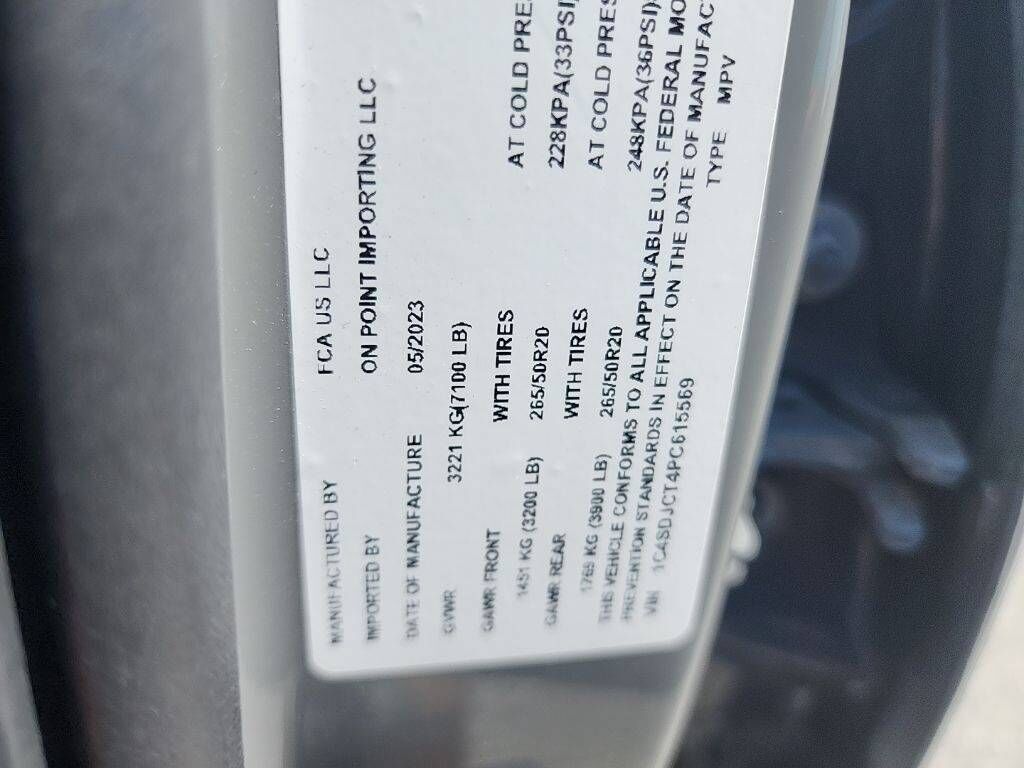 MANUFACTURED BY FCA US LLC
IMPORTED BY ON POINT IMPORTING LLC
DATE OF MANUFACTURE 05/2023
GVWR 3221 KG(7100 LB)
GAWR FRONT WITH TIRES AT COLD PRE
1451 KG (3200 LB) 265/50R20 228KPA(33PSI)
GAWR REAR WITH TIRES AT COLD PRES
1765 KG (3900 LB) 265/50R20 248KPA(36PSI)
THIS VEHICLE CONFORMS TO ALL APPLICABLE U.S. FEDERAL MO
PREVENTION STANDARDS IN EFFECT ON THE DATE OF MANUFACT
VIN 1C4SDJCT4PC615569 TYPE MPV